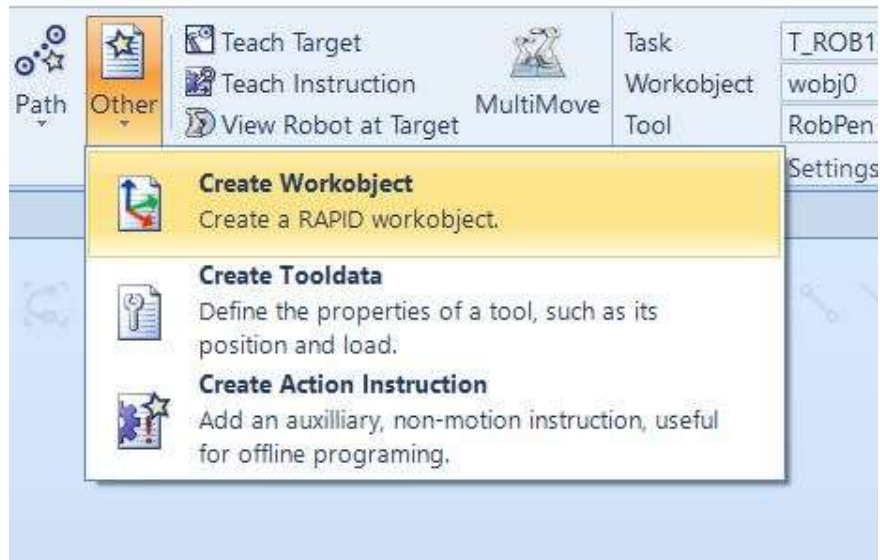 Path
Other
Teach Target
Teach Instruction
View Robot at Target
MultiMove
Task
T_ROB1
Workobject
wobj0
Tool
RobPen
Settings
Create Workobject
Create a RAPID workobject.
Create Tooldata
Define the properties of a tool, such as its
position and load.
Create Action Instruction
Add an auxilliary, non-motion instruction, useful
for offline programing.